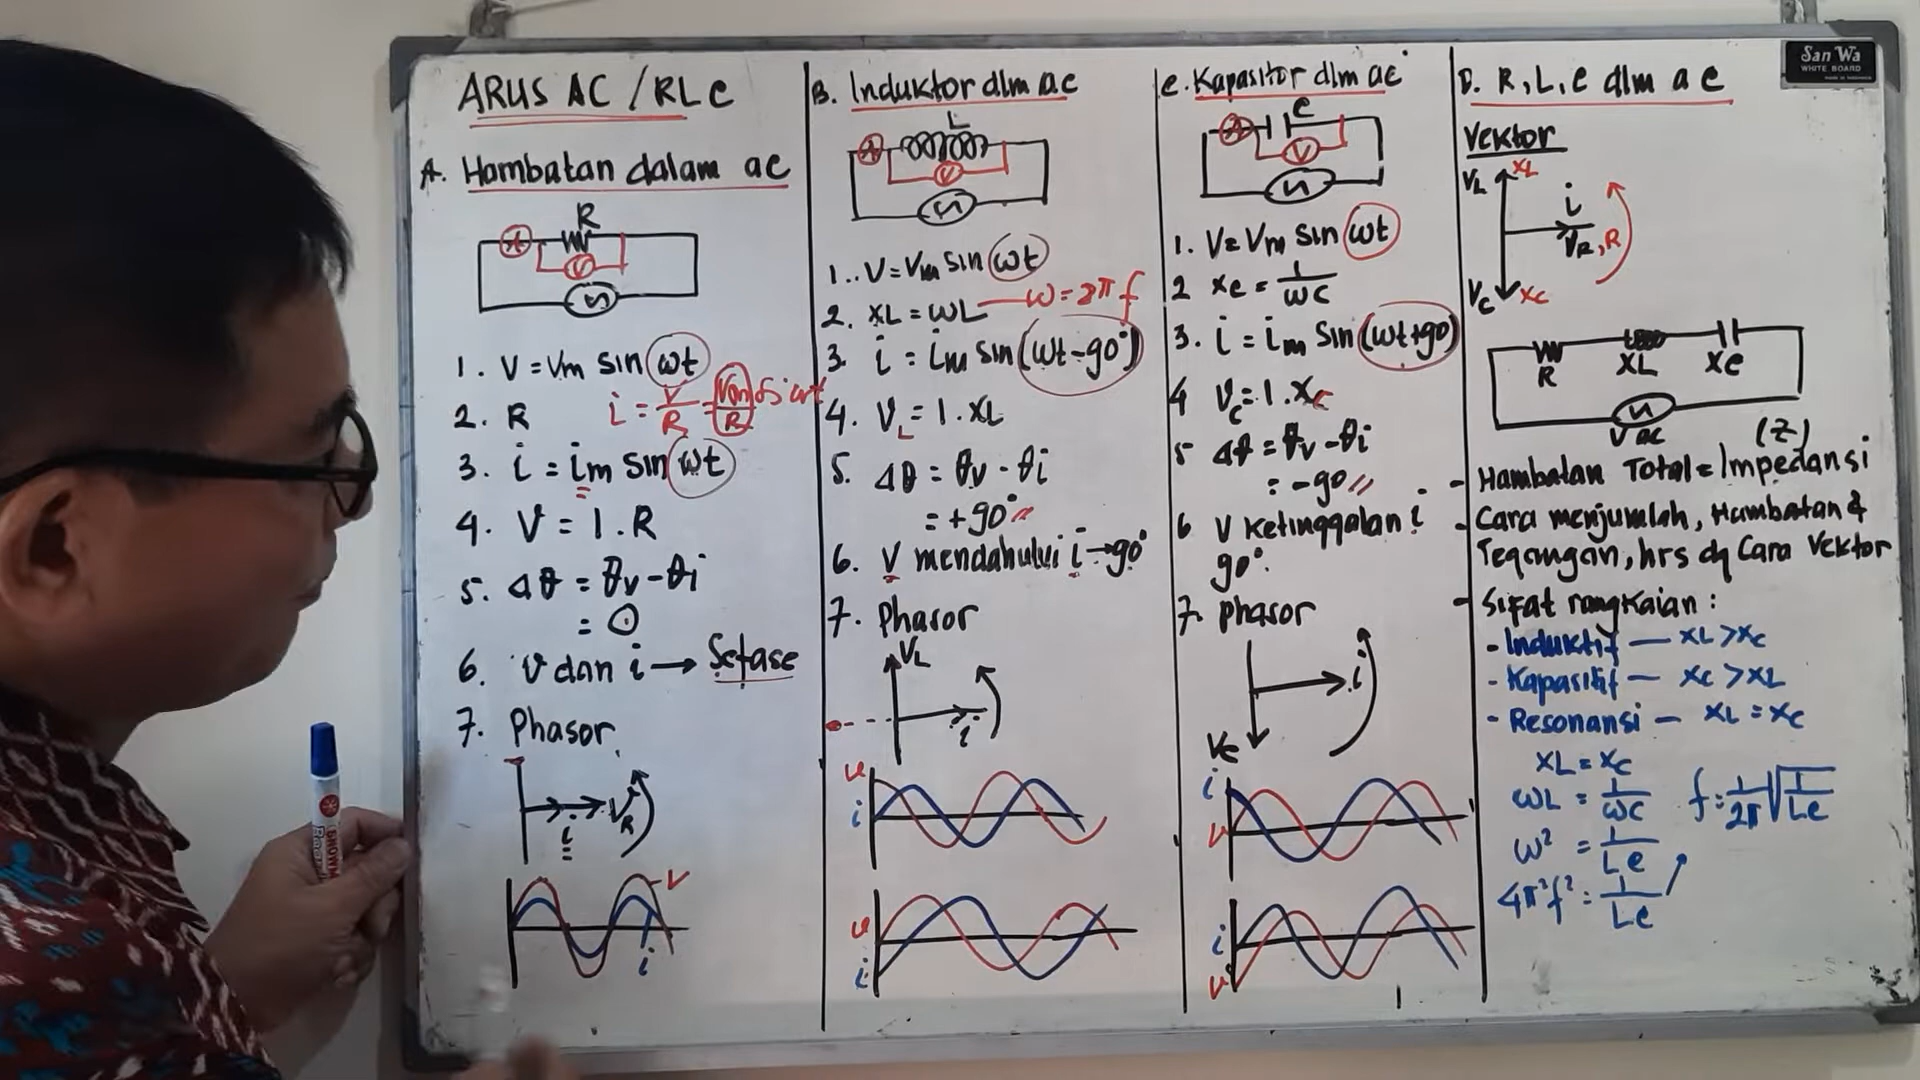 ARUS AC / RLC
A. Hambatan dalam ac
R
A
V
1. V = Vm sin ωt
2. R
i = V/R = Vm/R sin ωt
3. i = im sin ωt
4. V = I . R
5. Δθ = θv - θi
= 0
6. v dan i → Sefase
7. Phasor
i
VR
V
i
B. Induktor dlm ac
L
A
V
1.. V = Vm sin ωt
2. XL = ωL — ω = 2π f
3. i = im sin (ωt - 90°)
4. VL = I . XL
5. Δθ = θv - θi
= +90°
6. V mendahului i → 90°
7. Phasor
VL
i
v
i
v
i
C. Kapasitor dlm ac
C
A
V
1. V = Vm sin ωt
2 Xc = 1/ωC
3. i = im sin (ωt + 90)
4 Vc = I . Xc
5 Δθ = θv - θi
: -90
6 V Ketinggalan i
90°.
7. Phasor
i
Vc
i
v
i
v
San Wa
WHITE BOARD
D. R, L, C dlm a c
Vektor
VL XL
i
VR, R
Vc Xc
R XL Xc
V ac
(Z)
- Hambatan Total = Impedansi
- Cara menjumlah, Hambatan &
Tegangan, hrs dg Cara Vektor
- Sifat rangkaian :
- Induktif — XL > Xc
- Kapasitif — Xc > XL
- Resonansi — XL = Xc
XL = Xc
ωL = 1/ωC f = 1/2π √1/LC
ω² = 1/LC
4π²f² = 1/LC
SNOWMAN